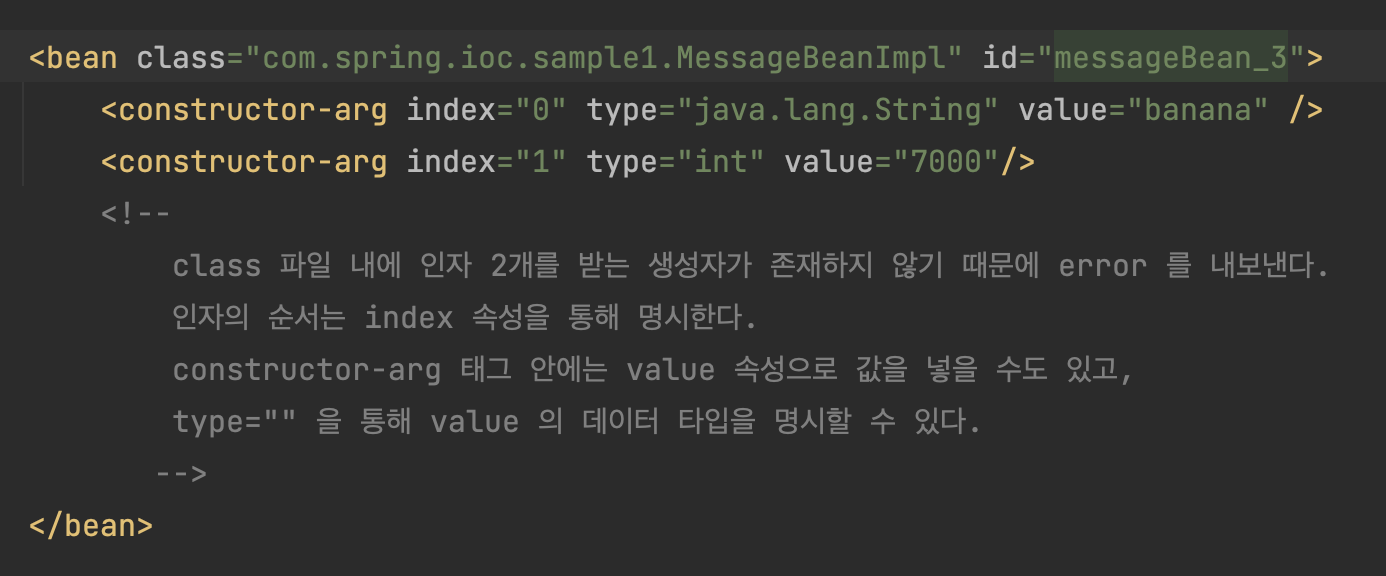 <bean class="com.spring.ioc.sample1.MessageBeanImpl" id="messageBean_3">
<constructor-arg index="0" type="java.lang.String" value="banana" />
<constructor-arg index="1" type="int" value="7000"/>
<!--
class 파일 내에 인자 2개를 받는 생성자가 존재하지 않기 때문에 error 를 내보낸다.
인자의 순서는 index 속성을 통해 명시한다.
constructor-arg 태그 안에는 value 속성으로 값을 넣을 수도 있고,
type="" 을 통해 value 의 데이터 타입을 명시할 수 있다.
-->
</bean>